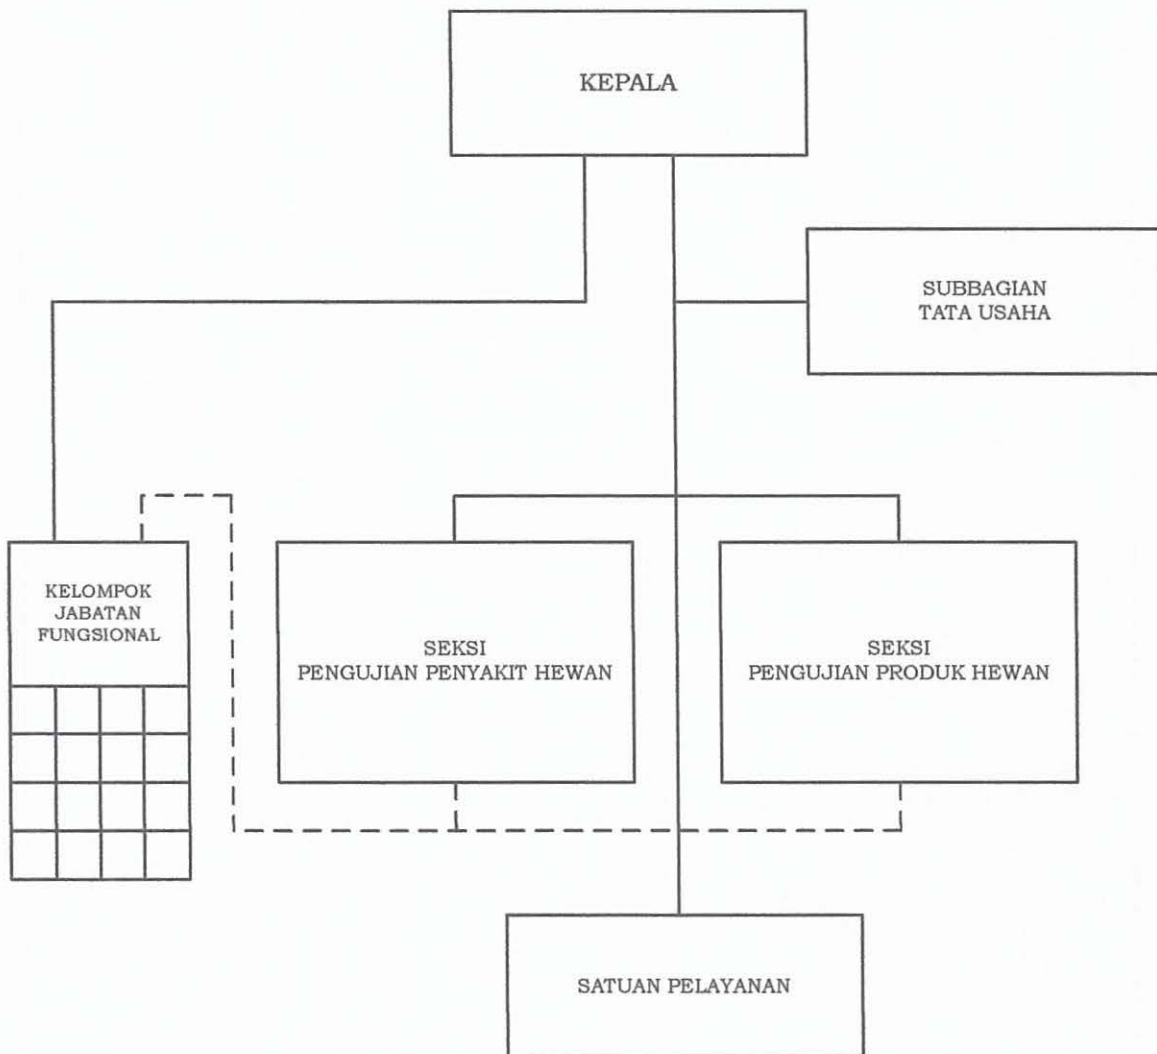 KEPALA
SUBBAGIAN
TATA USAHA
KELOMPOK
JABATAN
FUNGSIONAL
SEKSI
PENGUJIAN PENYAKIT HEWAN
SEKSI
PENGUJIAN PRODUK HEWAN
SATUAN PELAYANAN